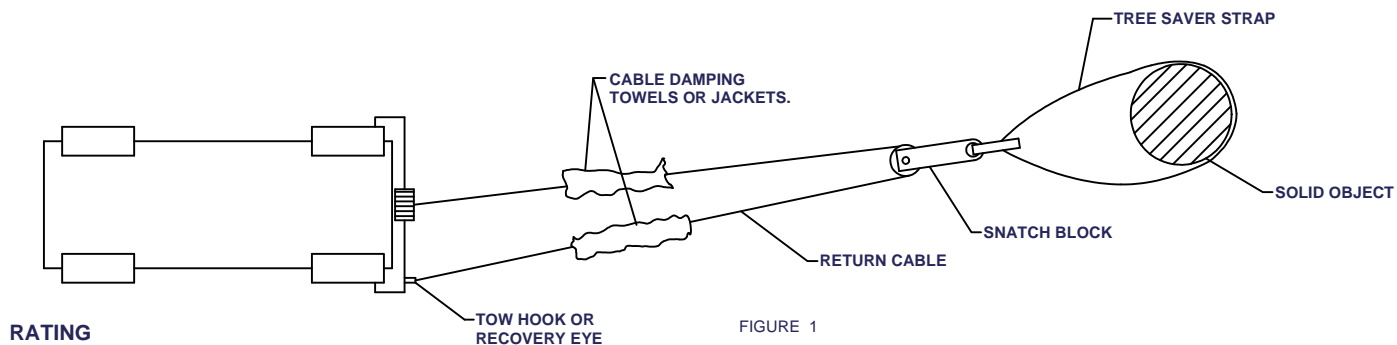 TREE SAVER STRAP
CABLE DAMPING
TOWELS OR JACKETS.
SOLID OBJECT
SNATCH BLOCK
RETURN CABLE
TOW HOOK OR
RECOVERY EYE
FIGURE 1
RATING